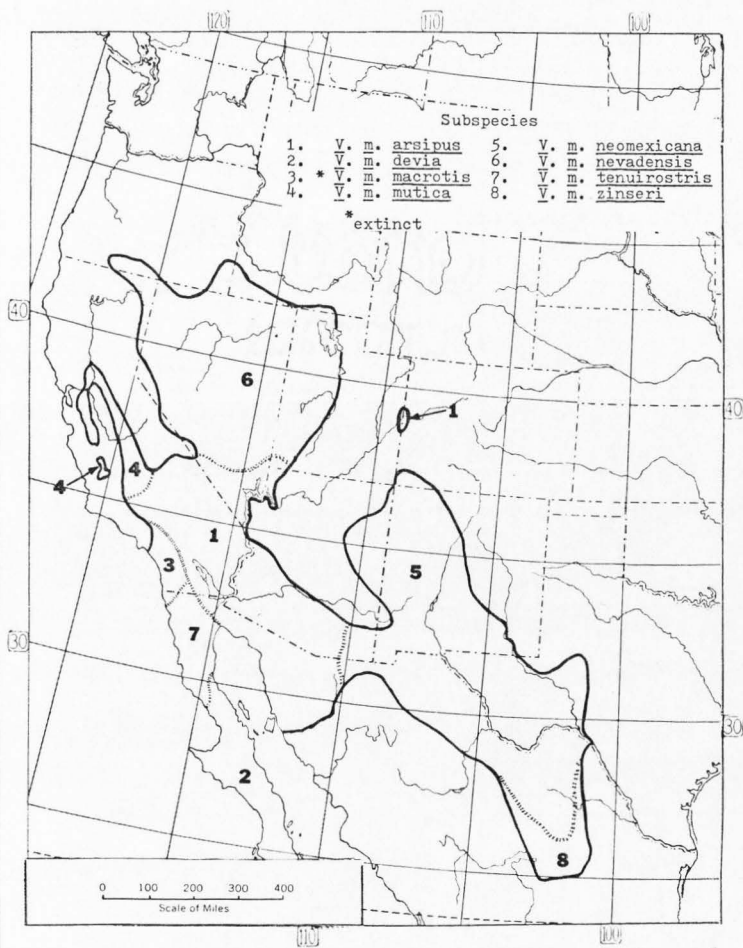 [120] [110] [100]
Subspecies
1. V. m. arsipus 5. V. m. neomexicana
2. V. m. devia 6. V. m. nevadensis
3. * V. m. macrotis 7. V. m. tenuirostris
4. V. m. mutica 8. V. m. zinseri
*extinct
[40]
6
1
[40]
4
4
1
3
5
7
[30]
[30]
2
8
0 100 200 300 400
Scale of Miles
[110] [100]